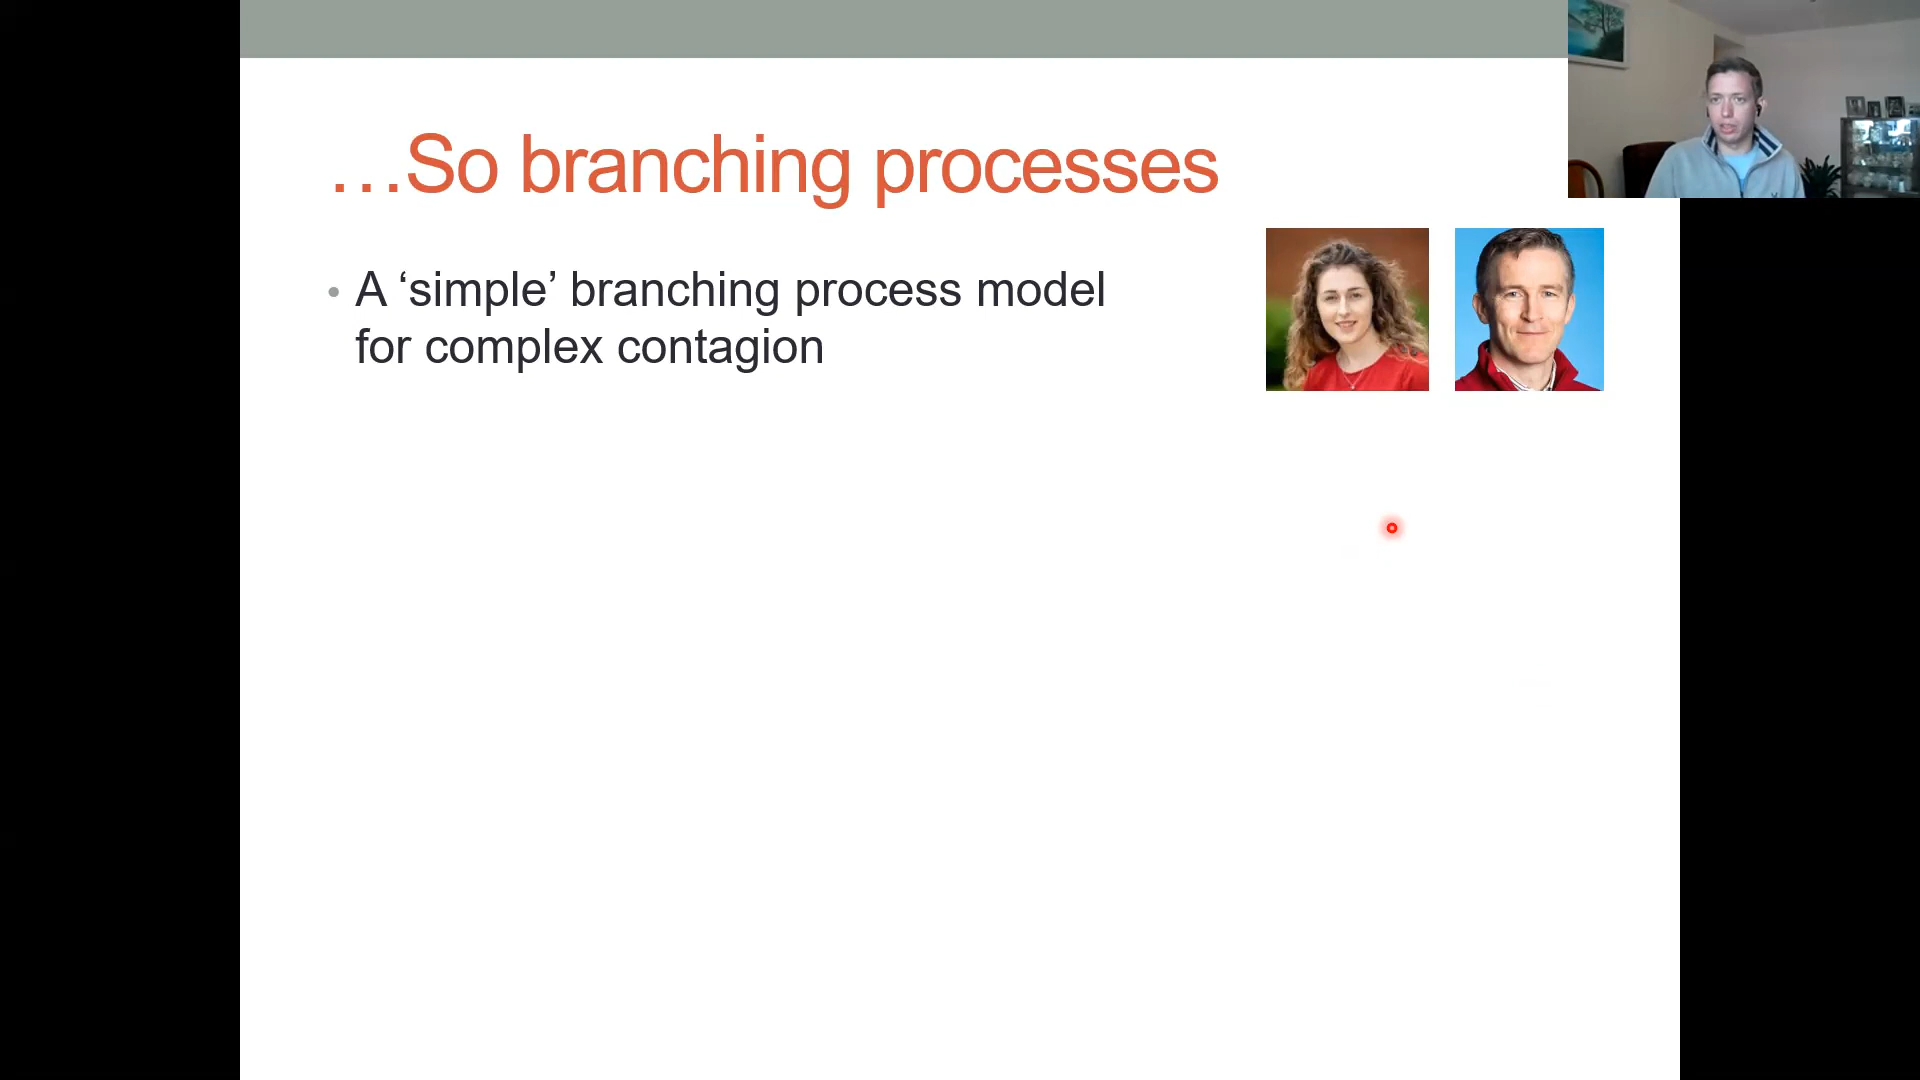 …So branching processes
• A ‘simple’ branching process model
for complex contagion